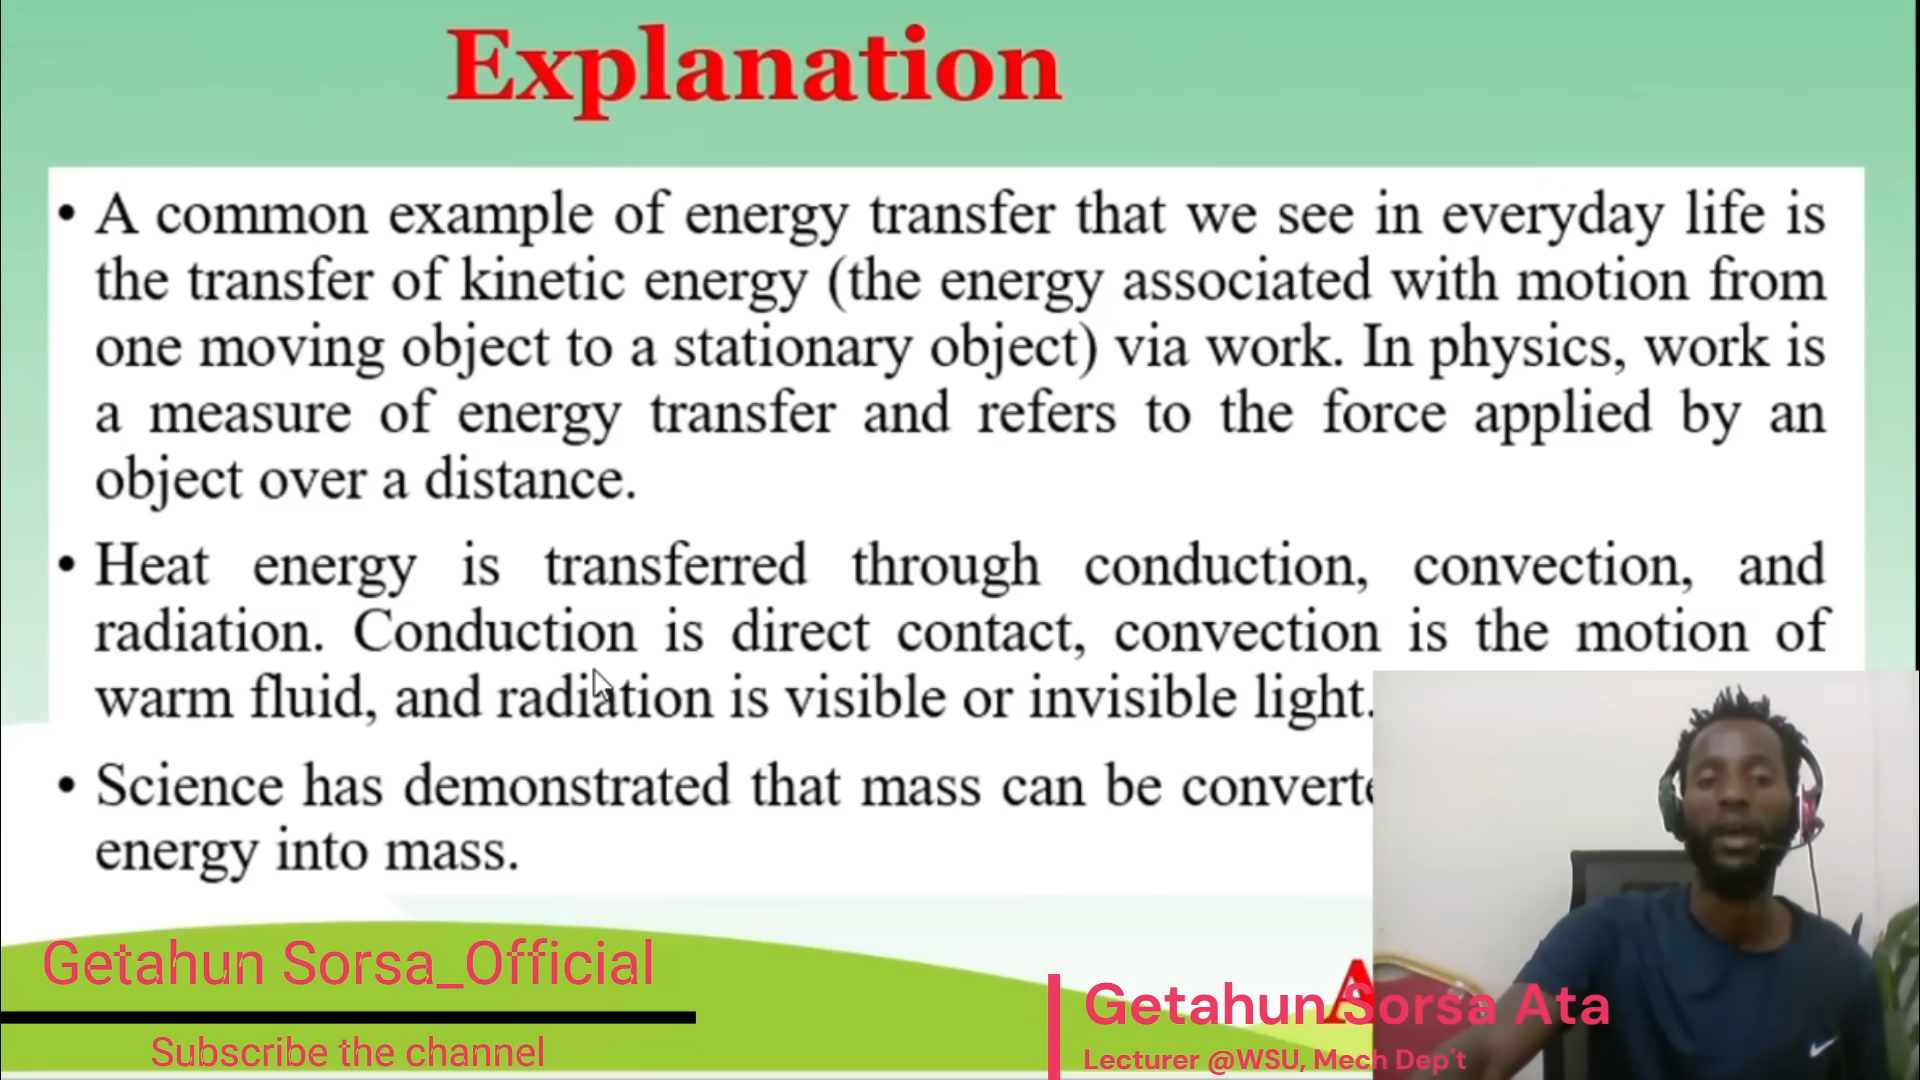 Explanation
• A common example of energy transfer that we see in everyday life is
the transfer of kinetic energy (the energy associated with motion from
one moving object to a stationary object) via work. In physics, work is
a measure of energy transfer and refers to the force applied by an
object over a distance.
• Heat energy is transferred through conduction, convection, and
radiation. Conduction is direct contact, convection is the motion of
warm fluid, and radiation is visible or invisible light.
• Science has demonstrated that mass can be
energy into mass.
Getahun Sorsa_Official
Subscribe the channel
Getahun Sorsa Ata
Lecturer @WSU, Mech Dep't